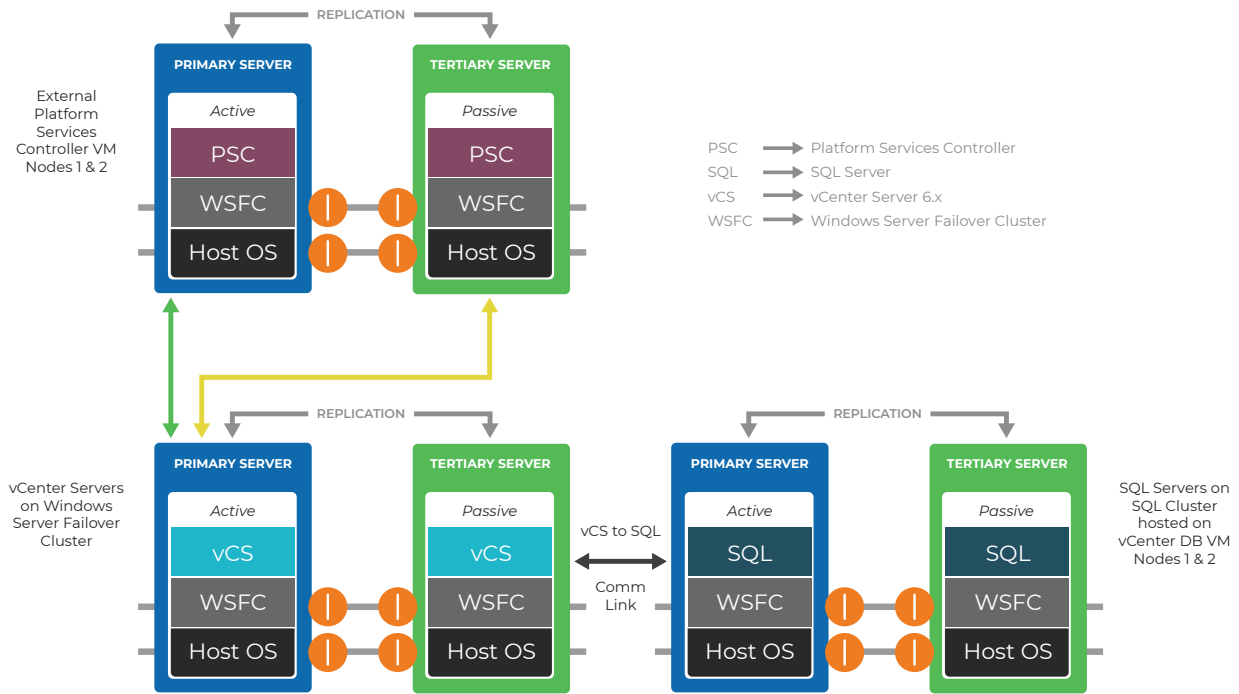 REPLICATION
PRIMARY SERVER
TERTIARY SERVER
External
Platform
Services
Controller VM
Nodes 1 & 2
Active
PSC
WSFC
Host OS
Passive
PSC
WSFC
Host OS
PSC Platform Services Controller
SQL SQL Server
vCS vCenter Server 6.x
WSFC Windows Server Failover Cluster
REPLICATION
PRIMARY SERVER
TERTIARY SERVER
vCenter Servers
on Windows
Server Failover
Cluster
Active
vCS
WSFC
Host OS
Passive
vCS
WSFC
Host OS
vCS to SQL
Comm
Link
REPLICATION
PRIMARY SERVER
TERTIARY SERVER
Active
SQL
WSFC
Host OS
Passive
SQL
WSFC
Host OS
SQL Servers on
SQL Cluster
hosted on
vCenter DB VM
Nodes 1 & 2